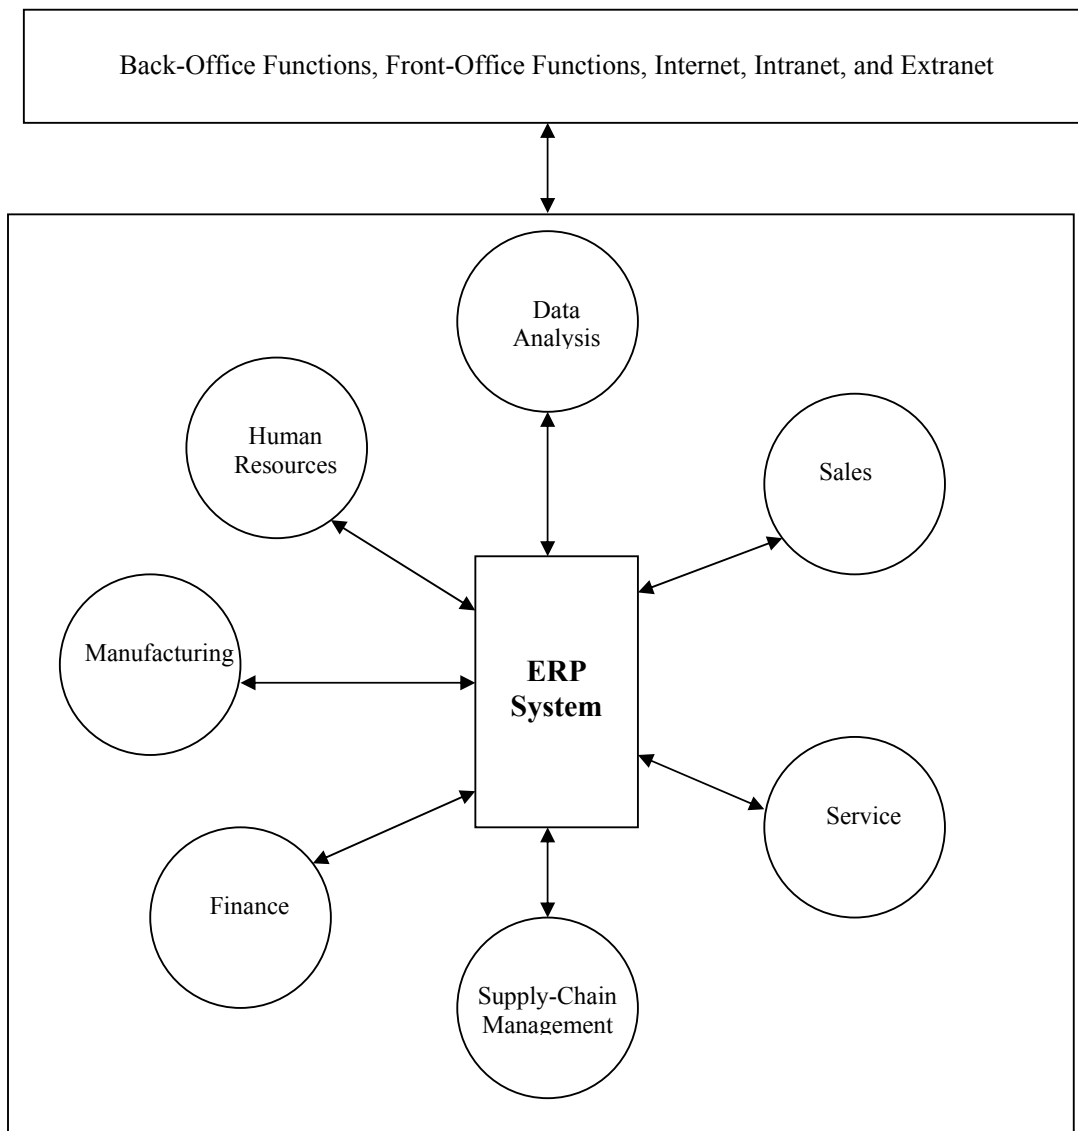 Back-Office Functions, Front-Office Functions, Internet, Intranet, and Extranet
Data
Analysis
Human
Resources
Sales
Manufacturing
ERP
System
Service
Finance
Supply-Chain
Management